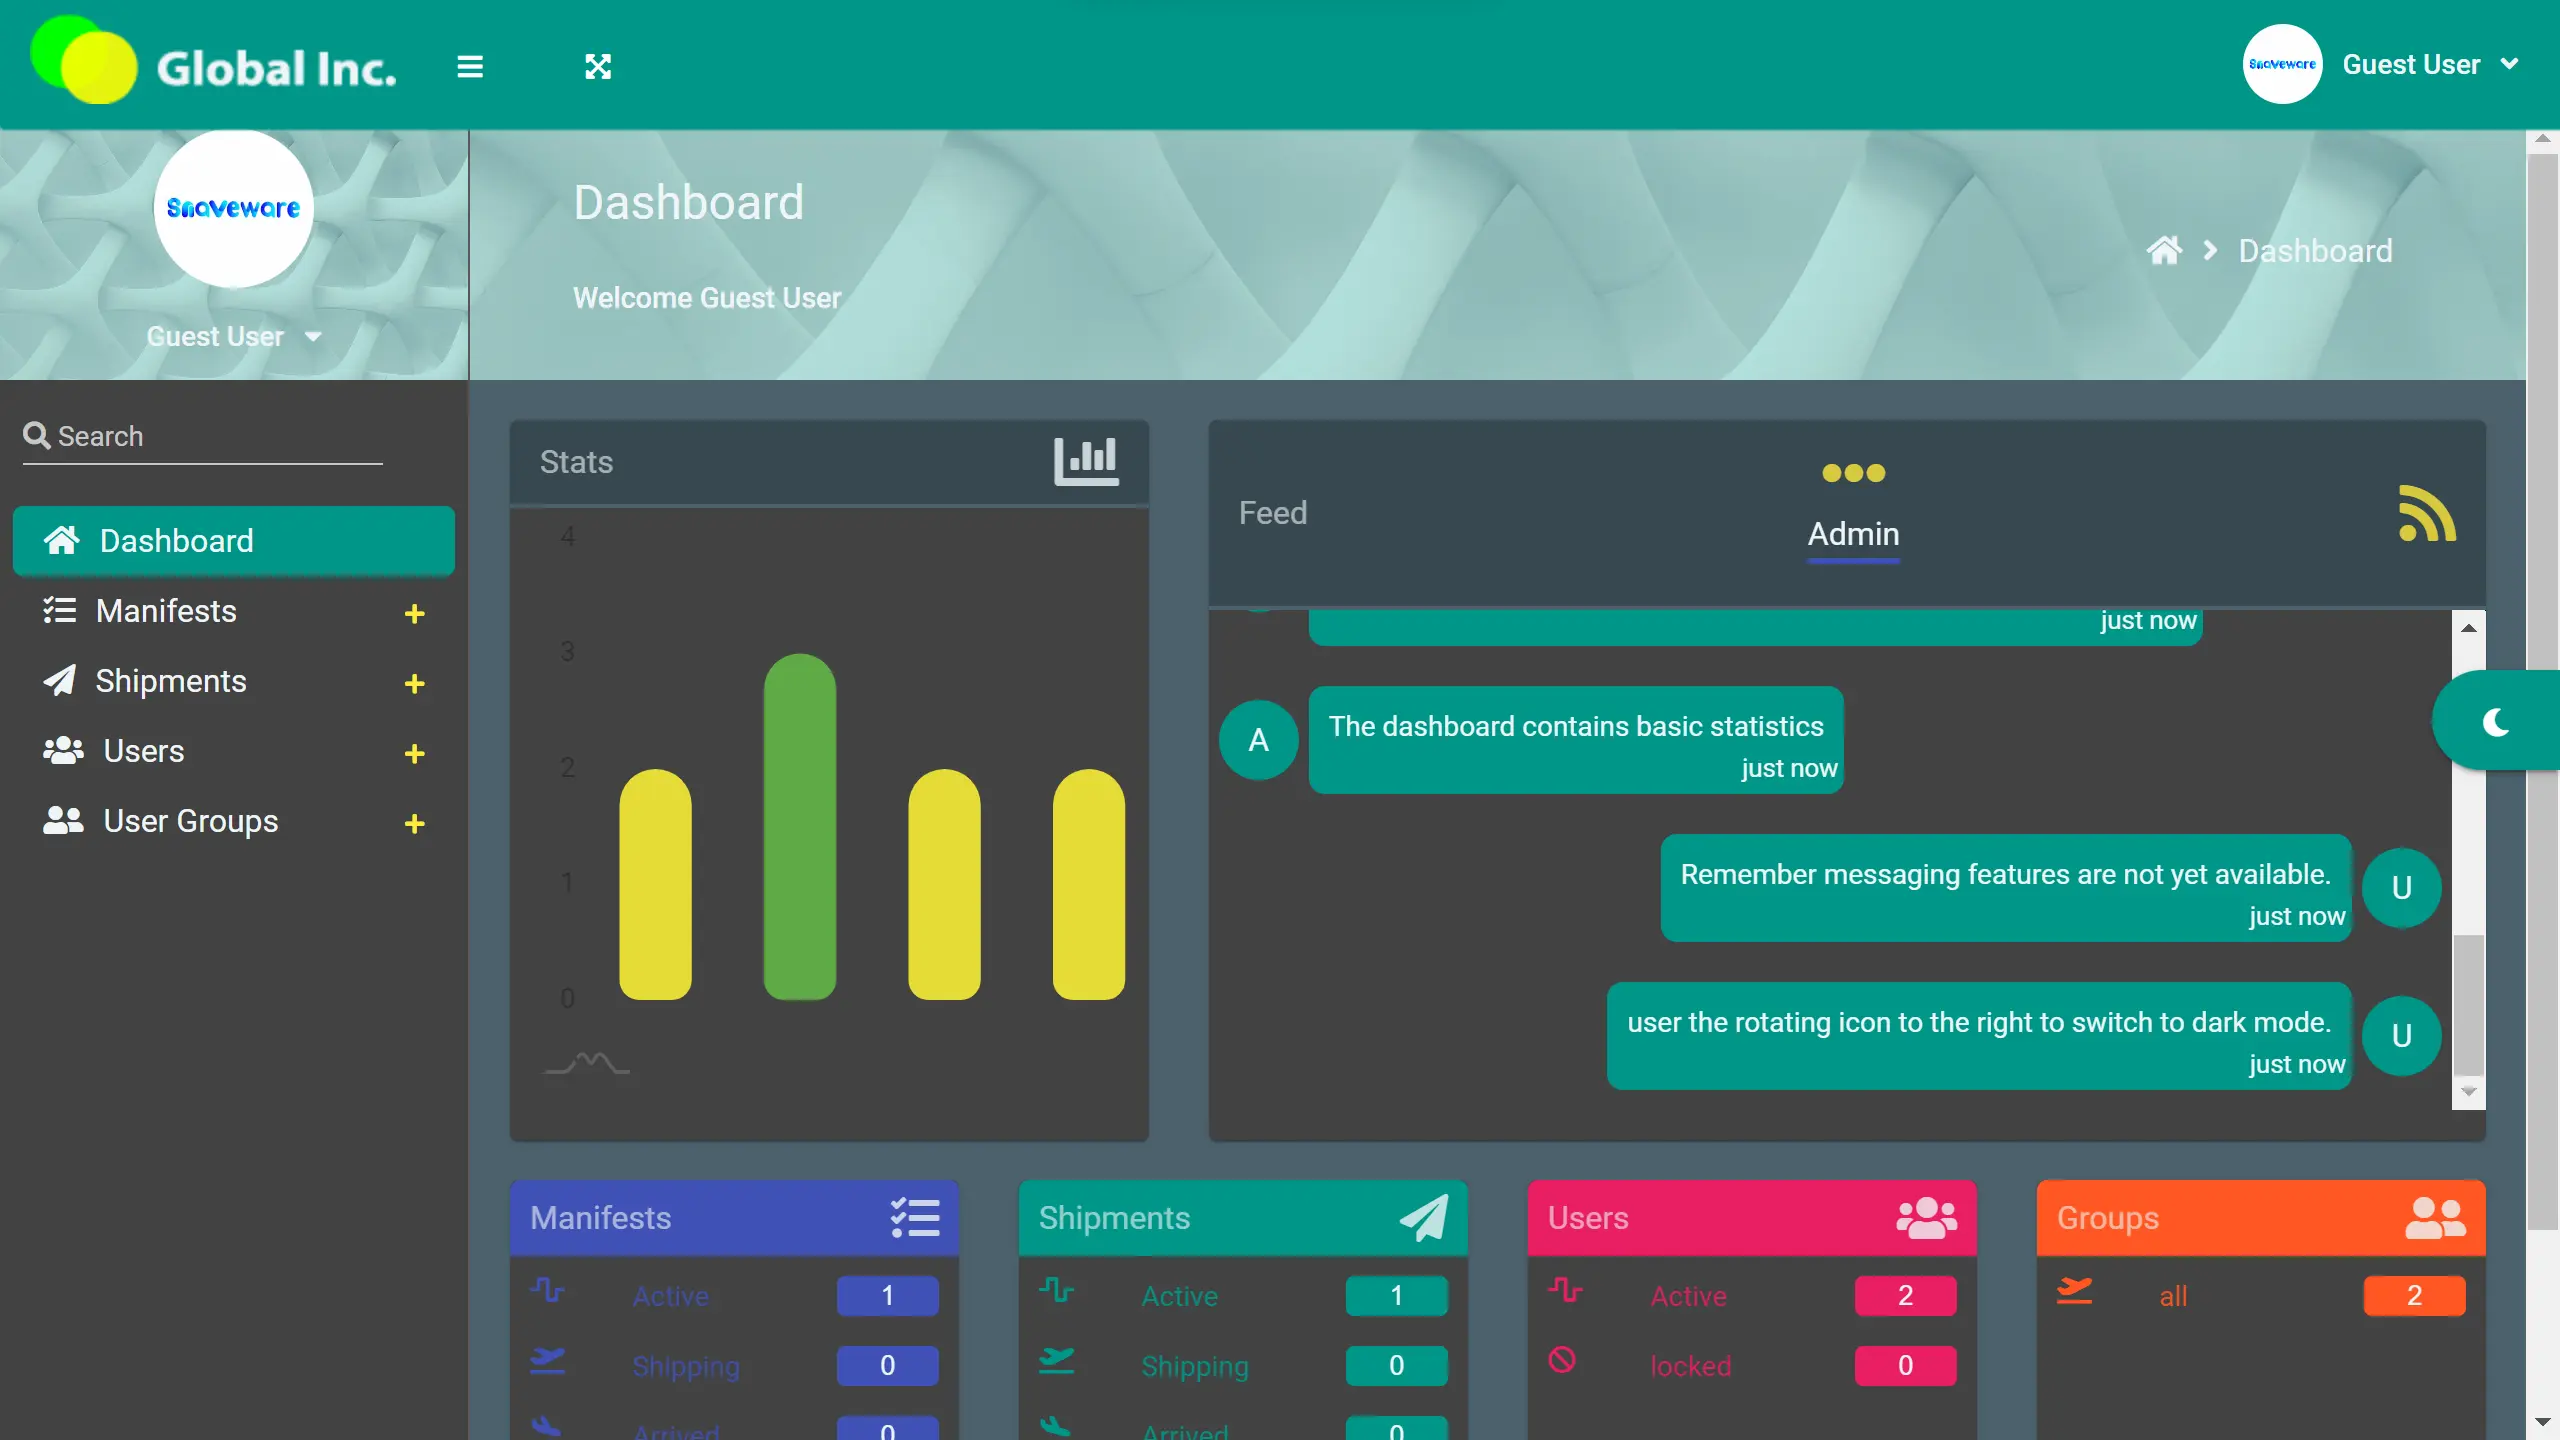 Global Inc.
Snaveware
Guest User
Snaveware
Guest User
Dashboard
Welcome Guest User
Dashboard
Search
Dashboard
Manifests
Shipments
Users
User Groups
Stats
4
3
2
1
0
Feed
Admin
just now
A
The dashboard contains basic statistics
just now
Remember messaging features are not yet available.
just now
U
user the rotating icon to the right to switch to dark mode.
just now
U
Manifests
Active 1
Shipping 0
Arrived 0
Shipments
Active 1
Shipping 0
Arrived 0
Users
Active 2
locked 0
Groups
all 2